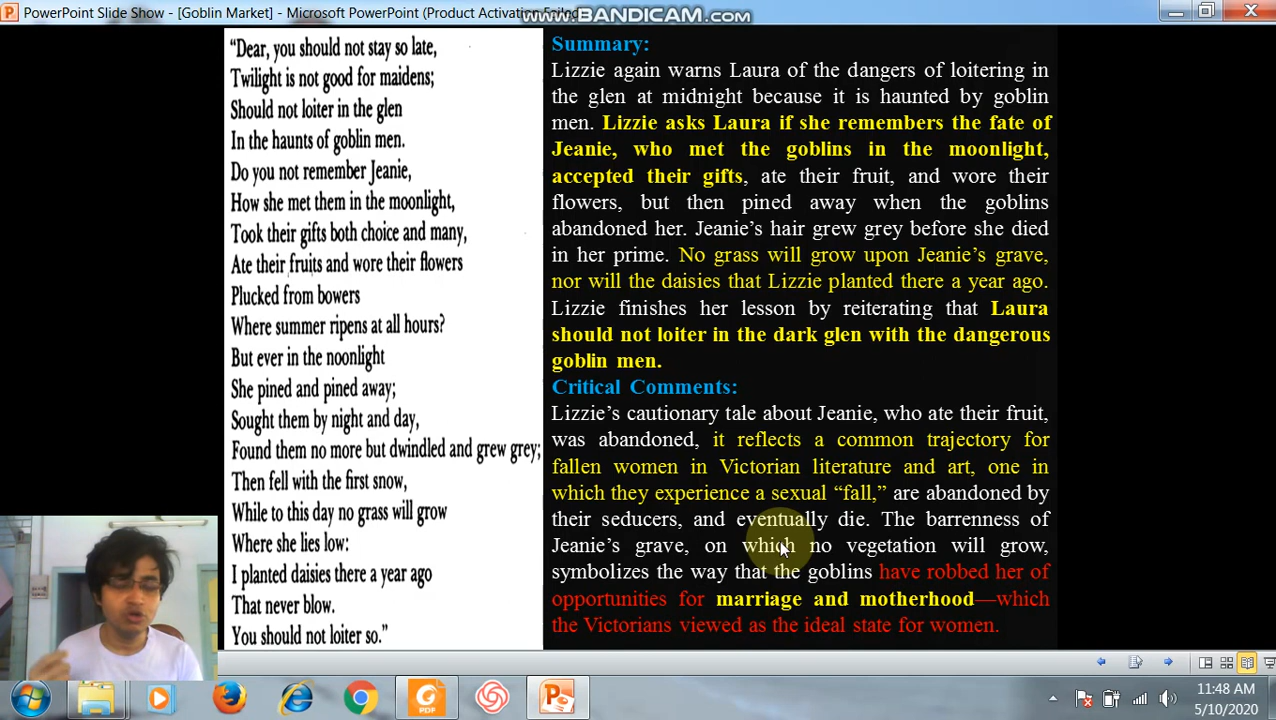 PowerPoint Slide Show - [Goblin Market] - Microsoft PowerPoint (Product Activation
www.BANDICAM.com
“Dear, you should not stay so late,
Twilight is not good for maidens;
Should not loiter in the glen
In the haunts of goblin men.
Do you not remember Jeanie,
How she met them in the moonlight,
Took their gifts both choice and many,
Ate their fruits and wore their flowers
Plucked from bowers
Where summer ripens at all hours?
But ever in the noonlight
She pined and pined away;
Sought them by night and day,
Found them no more but dwindled and grew grey;
Then fell with the first snow,
While to this day no grass will grow
Where she lies low:
I planted daisies there a year ago
That never blow.
You should not loiter so.”
Summary:
Lizzie again warns Laura of the dangers of loitering in
the glen at midnight because it is haunted by goblin
men. Lizzie asks Laura if she remembers the fate of
Jeanie, who met the goblins in the moonlight,
accepted their gifts, ate their fruit, and wore their
flowers, but then pined away when the goblins
abandoned her. Jeanie’s hair grew grey before she died
in her prime. No grass will grow upon Jeanie’s grave,
nor will the daisies that Lizzie planted there a year ago.
Lizzie finishes her lesson by reiterating that Laura
should not loiter in the dark glen with the dangerous
goblin men.
Critical Comments:
Lizzie’s cautionary tale about Jeanie, who ate their fruit,
was abandoned, it reflects a common trajectory for
fallen women in Victorian literature and art, one in
which they experience a sexual “fall,” are abandoned by
their seducers, and eventually die. The barrenness of
Jeanie’s grave, on which no vegetation will grow,
symbolizes the way that the goblins have robbed her of
opportunities for marriage and motherhood—which
the Victorians viewed as the ideal state for women.
PDF
11:48 AM
5/10/2020